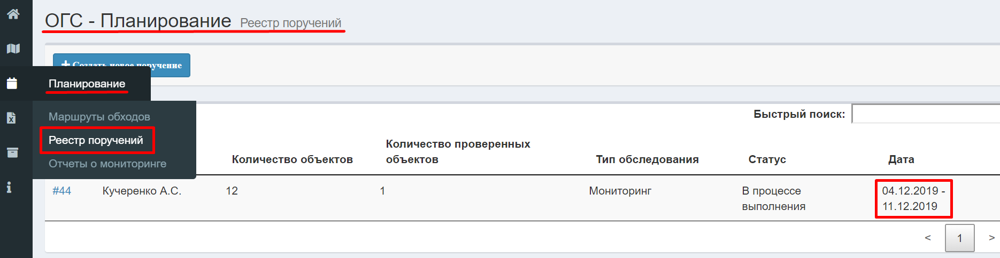 ОГС - Планирование Реестр поручений
Создать новое поручение
Планирование
Маршруты обходов
Реестр поручений
Отчеты о мониторинге
Быстрый поиск:
Количество объектов
Количество проверенных
объектов
Тип обследования
Статус
Дата
#44
Кучеренко А.С.
12
1
Мониторинг
В процессе
выполнения
04.12.2019 -
11.12.2019
< 1 >